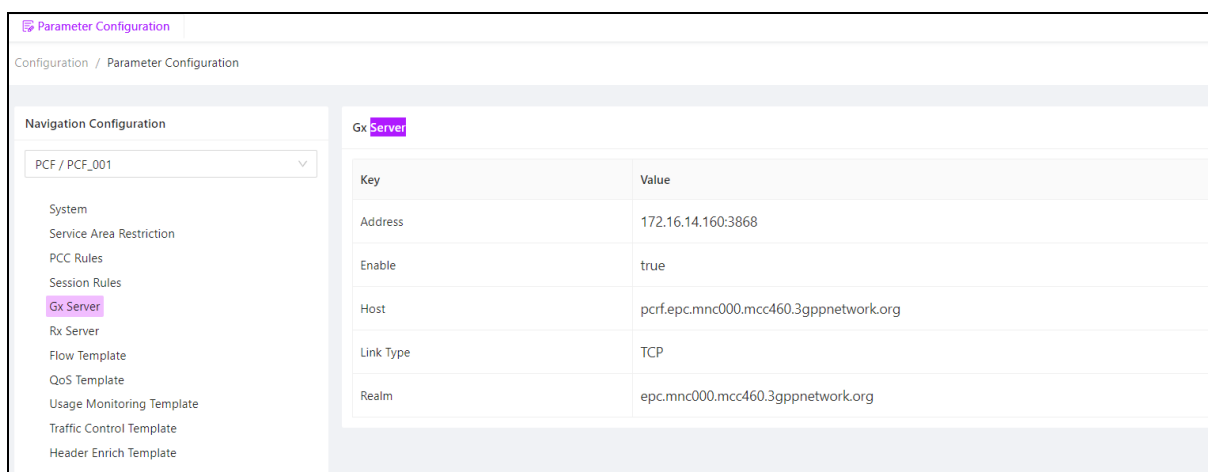 Parameter Configuration
Configuration / Parameter Configuration
Navigation Configuration
PCF / PCF_001
System
Service Area Restriction
PCC Rules
Session Rules
Gx Server
Rx Server
Flow Template
QoS Template
Usage Monitoring Template
Traffic Control Template
Header Enrich Template
Gx Server
Key Value
Address 172.16.14.160:3868
Enable true
Host pcrf.epc.mnc000.mcc460.3gppnetwork.org
Link Type TCP
Realm epc.mnc000.mcc460.3gppnetwork.org